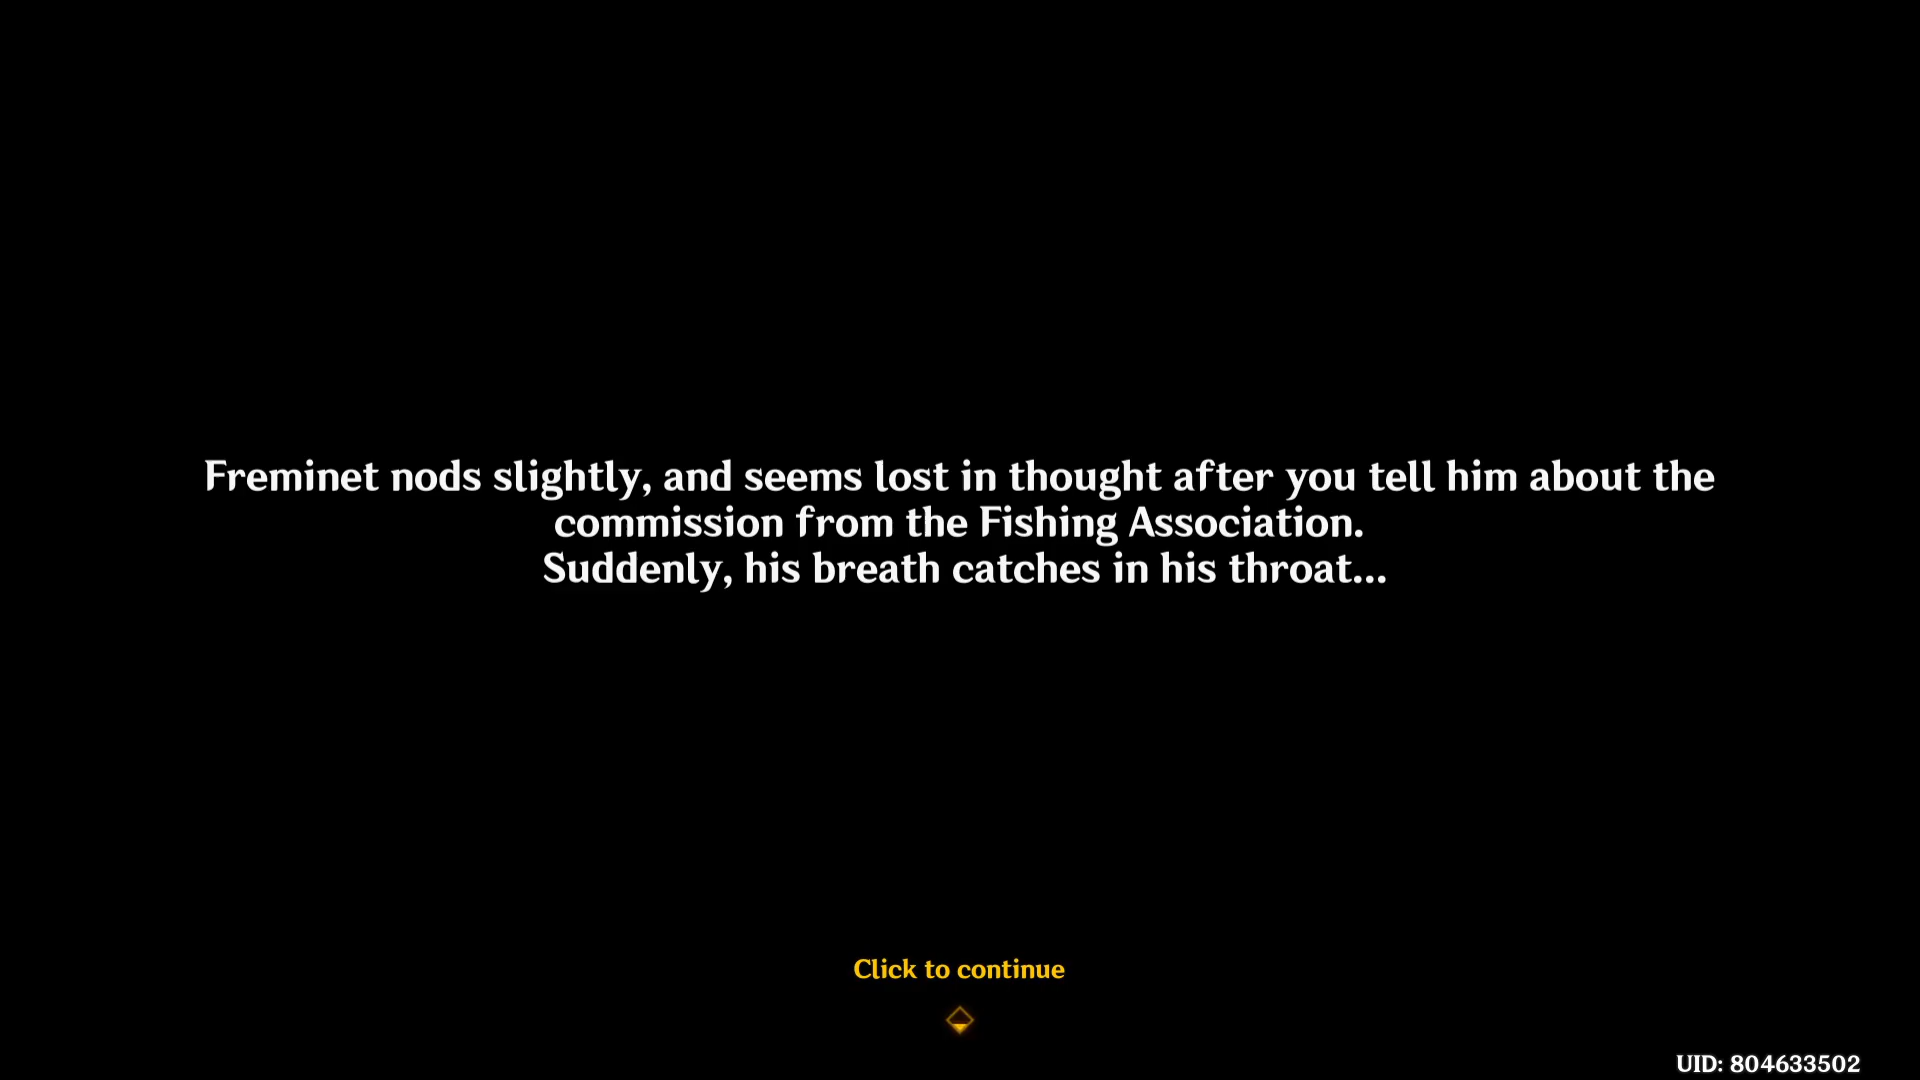 Freminet nods slightly, and seems lost in thought after you tell him about the
commission from the Fishing Association.
Suddenly, his breath catches in his throat...
Click to continue
UID: 804633502